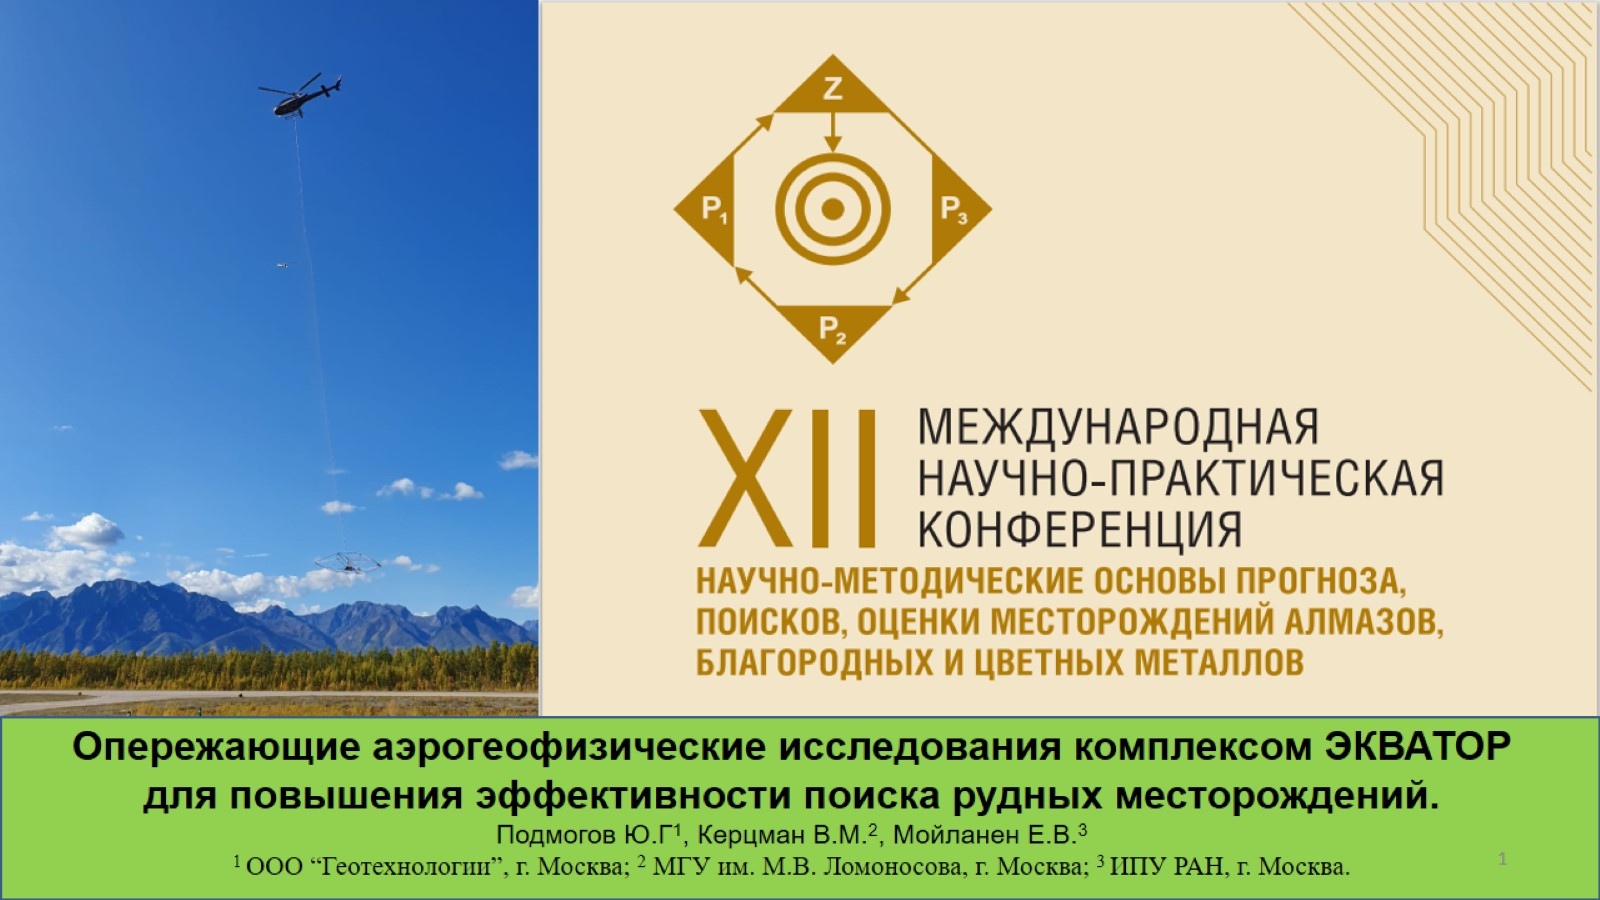 Z
P1
P3
P2
XII
МЕЖДУНАРОДНАЯ
НАУЧНО-ПРАКТИЧЕСКАЯ
КОНФЕРЕНЦИЯ
НАУЧНО-МЕТОДИЧЕСКИЕ ОСНОВЫ ПРОГНОЗА,
ПОИСКОВ, ОЦЕНКИ МЕСТОРОЖДЕНИЙ АЛМАЗОВ,
БЛАГОРОДНЫХ И ЦВЕТНЫХ МЕТАЛЛОВ
Опережающие аэрогеофизические исследования комплексом ЭКВАТОР
для повышения эффективности поиска рудных месторождений.
Подмогов Ю.Г¹, Керцман В.М.², Мойланен Е.В.³
¹ ООО “Геотехнологии”, г. Москва; ² МГУ им. М.В. Ломоносова, г. Москва; ³ ИПУ РАН, г. Москва.
1